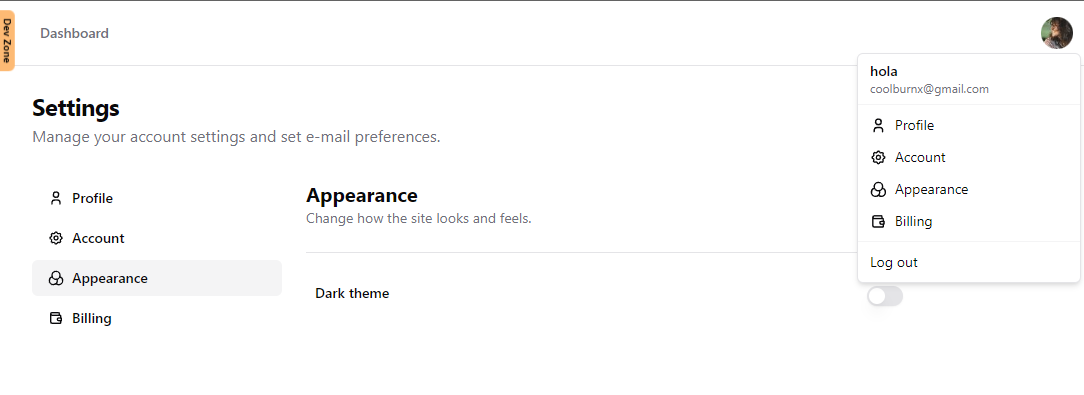 Dev Zone
Dashboard
hola
coolburnx@gmail.com
Profile
Account
Appearance
Billing
Log out
Settings
Manage your account settings and set e-mail preferences.
Profile
Account
Appearance
Billing
Appearance
Change how the site looks and feels.
Dark theme